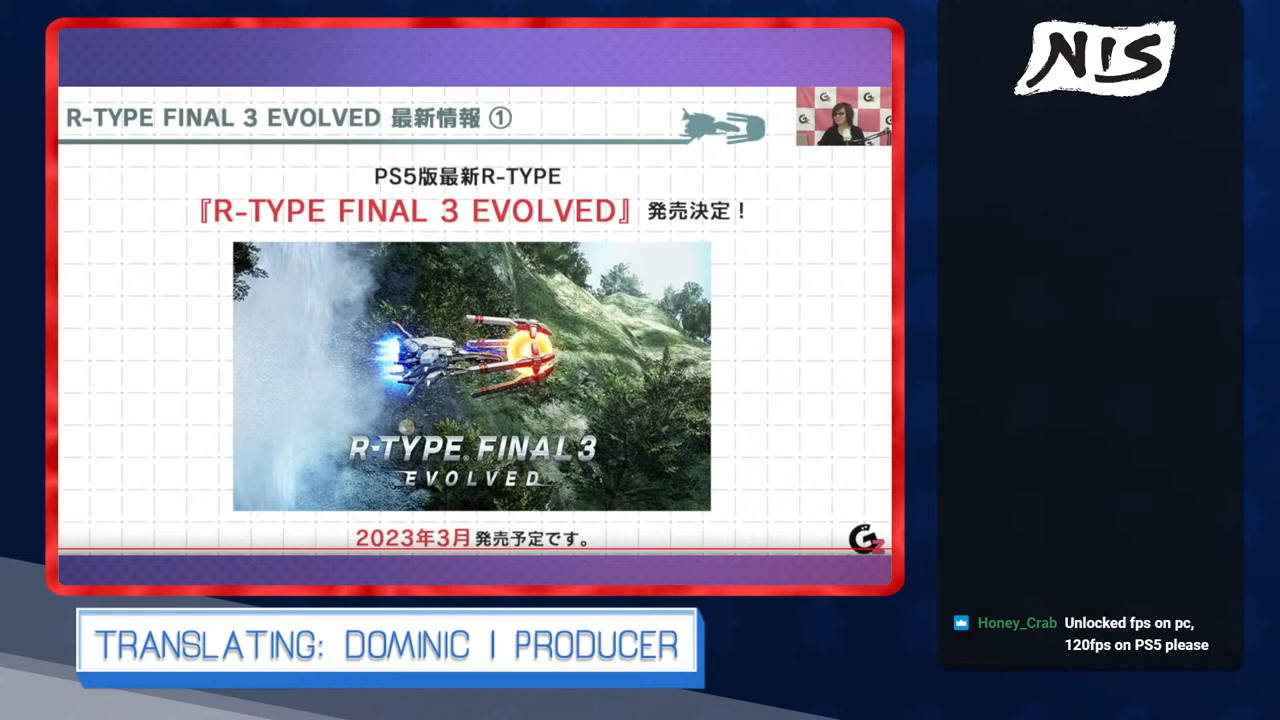 R-TYPE FINAL 3 EVOLVED 最新情報 ①
PS5版最新R-TYPE
『R-TYPE FINAL 3 EVOLVED』 発売決定！
R-TYPE FINAL 3
EVOLVED
2023年3月発売予定です。
Gz
TRANSLATING: DOMINIC | PRODUCER
NIS
Honey_Crab Unlocked fps on pc,
120fps on PS5 please